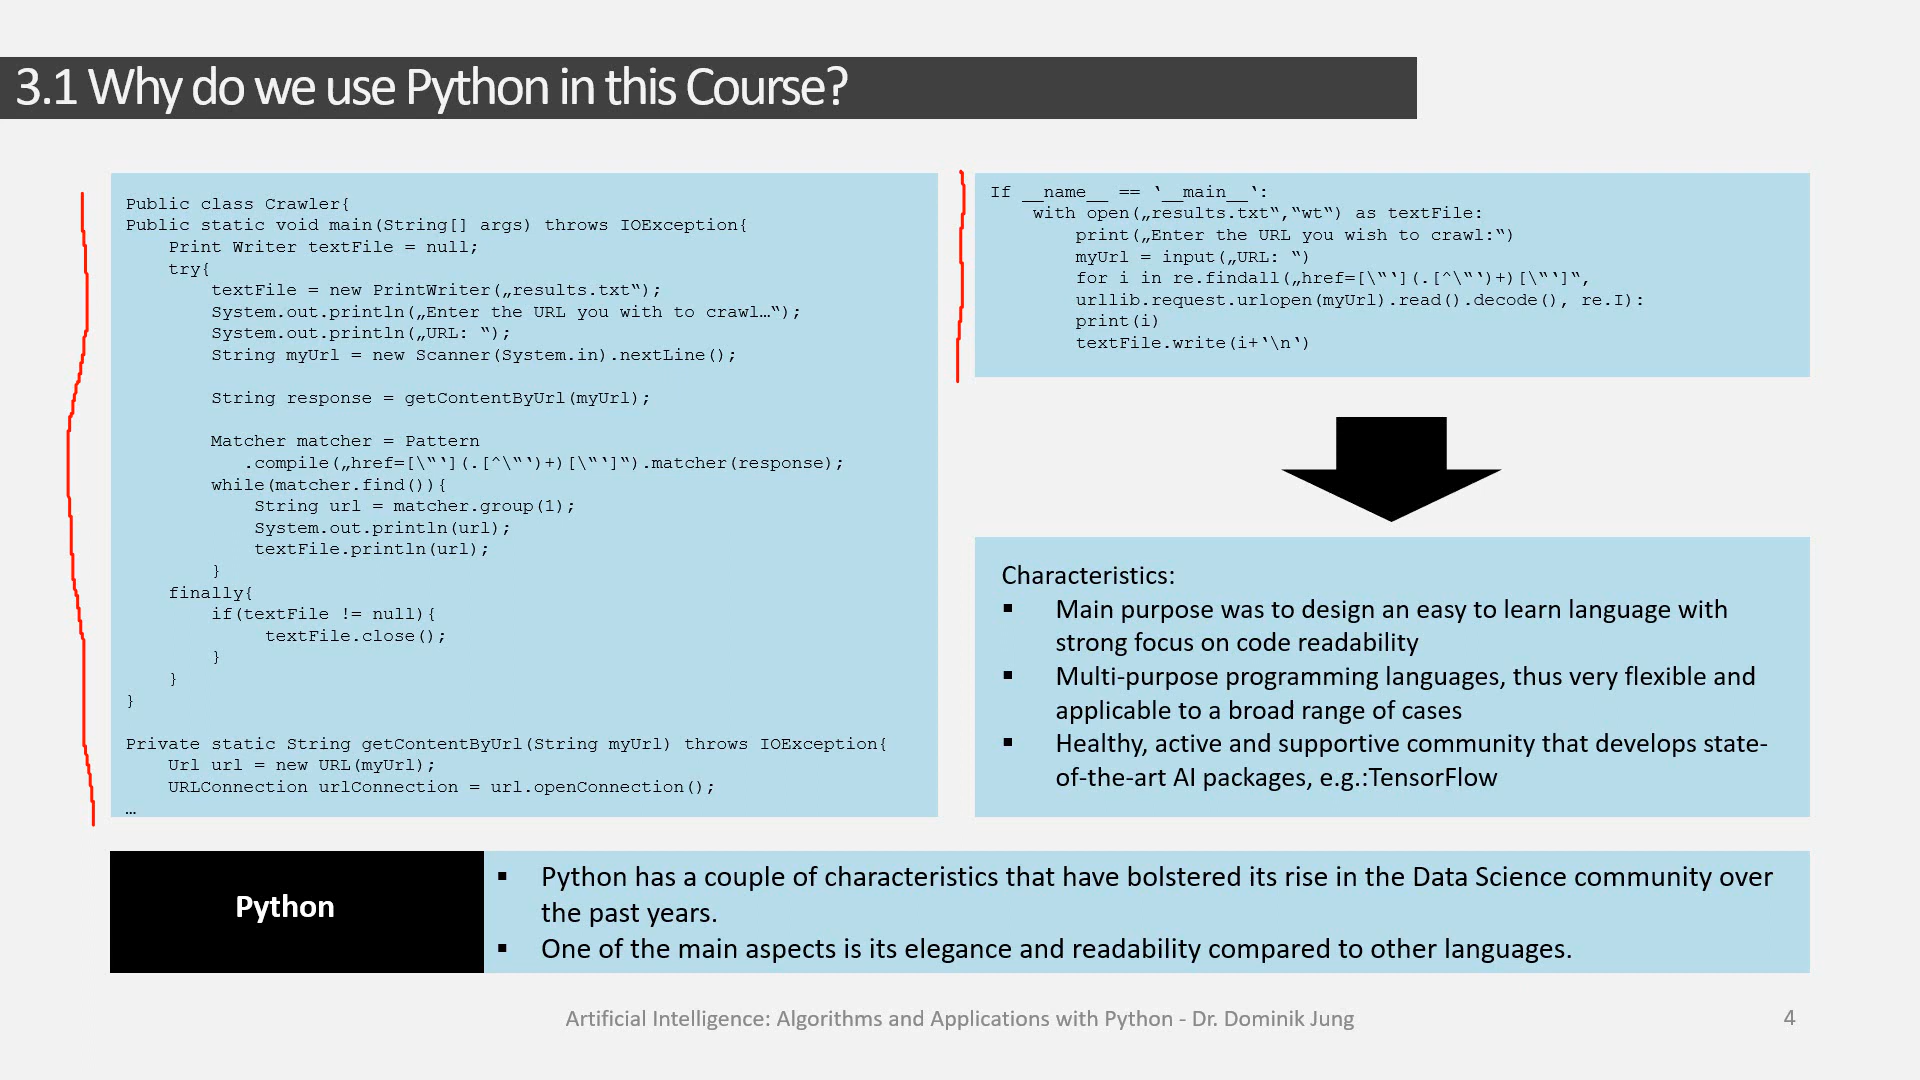 3.1 Why do we use Python in this Course?
Public class Crawler{
Public static void main(String[] args) throws IOException{
    Print Writer textFile = null;
    try{
        textFile = new PrintWriter(„results.txt“);
        System.out.println(„Enter the URL you with to crawl…“);
        System.out.println(„URL: “);
        String myUrl = new Scanner(System.in).nextLine();
        String response = getContentByUrl(myUrl);
        Matcher matcher = Pattern
           .compile(„href=[\“‘](.[^\“‘)+)[\“‘]“).matcher(response);
        while(matcher.find()){
            String url = matcher.group(1);
            System.out.println(url);
            textFile.println(url);
        }
    finally{
        if(textFile != null){
             textFile.close();
        }
    }
}
Private static String getContentByUrl(String myUrl) throws IOException{
    Url url = new URL(myUrl);
    URLConnection urlConnection = url.openConnection();
…
If __name__ == ‘__main__‘:
    with open(„results.txt“,“wt“) as textFile:
        print(„Enter the URL you wish to crawl:“)
        myUrl = input(„URL: “)
        for i in re.findall(„href=[\“‘](.[^\“‘)+)[\“‘]“,
        urllib.request.urlopen(myUrl).read().decode(), re.I):
        print(i)
        textFile.write(i+‘\n‘)
Characteristics:
▪ Main purpose was to design an easy to learn language with
strong focus on code readability
▪ Multi-purpose programming languages, thus very flexible and
applicable to a broad range of cases
▪ Healthy, active and supportive community that develops state-
of-the-art AI packages, e.g.:TensorFlow
Python
▪ Python has a couple of characteristics that have bolstered its rise in the Data Science community over
the past years.
▪ One of the main aspects is its elegance and readability compared to other languages.
Artificial Intelligence: Algorithms and Applications with Python - Dr. Dominik Jung
4